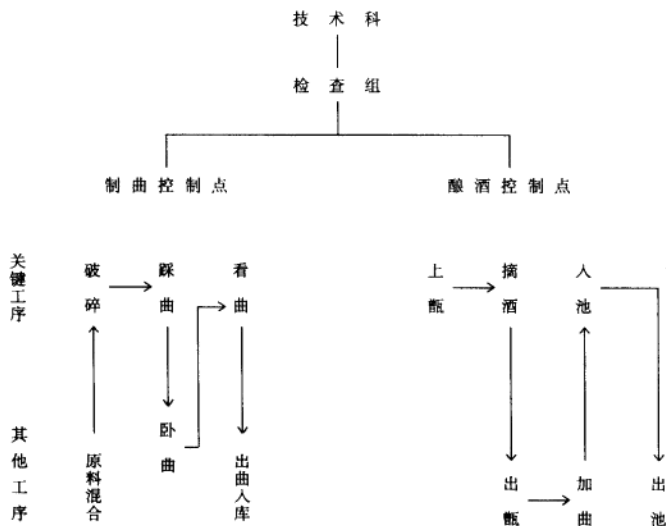 技术科
检查组
制曲控制点
酿酒控制点
关键工序
破碎
踩曲
看曲
上甑
摘酒
入池
其他工序
原料混合
卧曲
出曲入库
出甑
加曲
出池